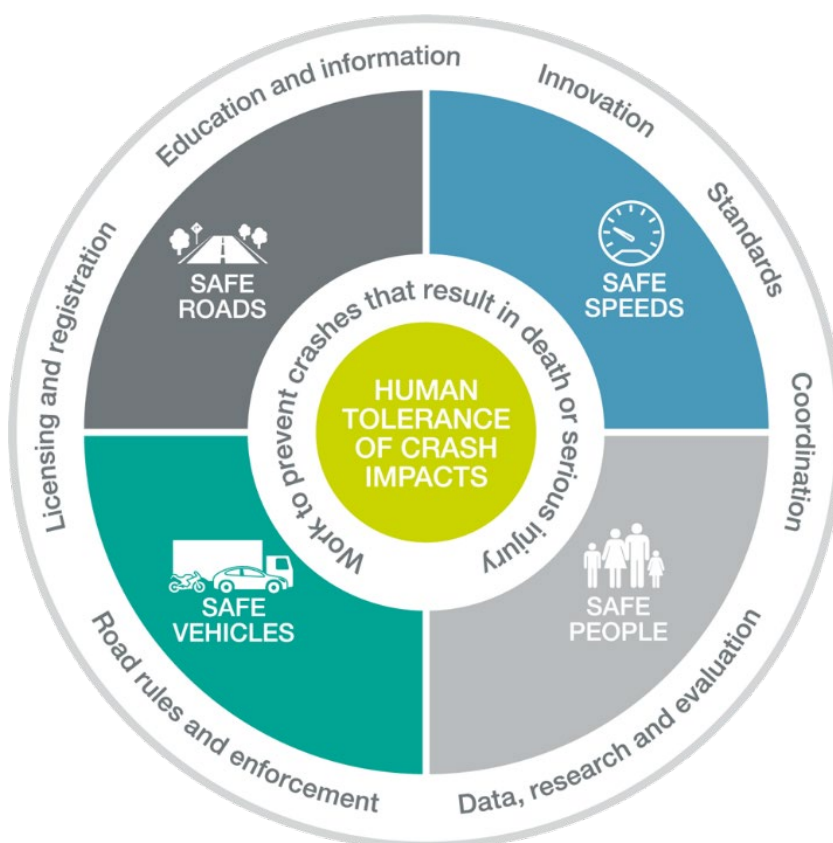 Education and information
Innovation
Standards
Coordination
Data, research and evaluation
Road rules and enforcement
Licensing and registration
SAFE
ROADS
SAFE
SPEEDS
SAFE
PEOPLE
SAFE
VEHICLES
Work to prevent crashes that result in death or serious injury
HUMAN
TOLERANCE
OF CRASH
IMPACTS